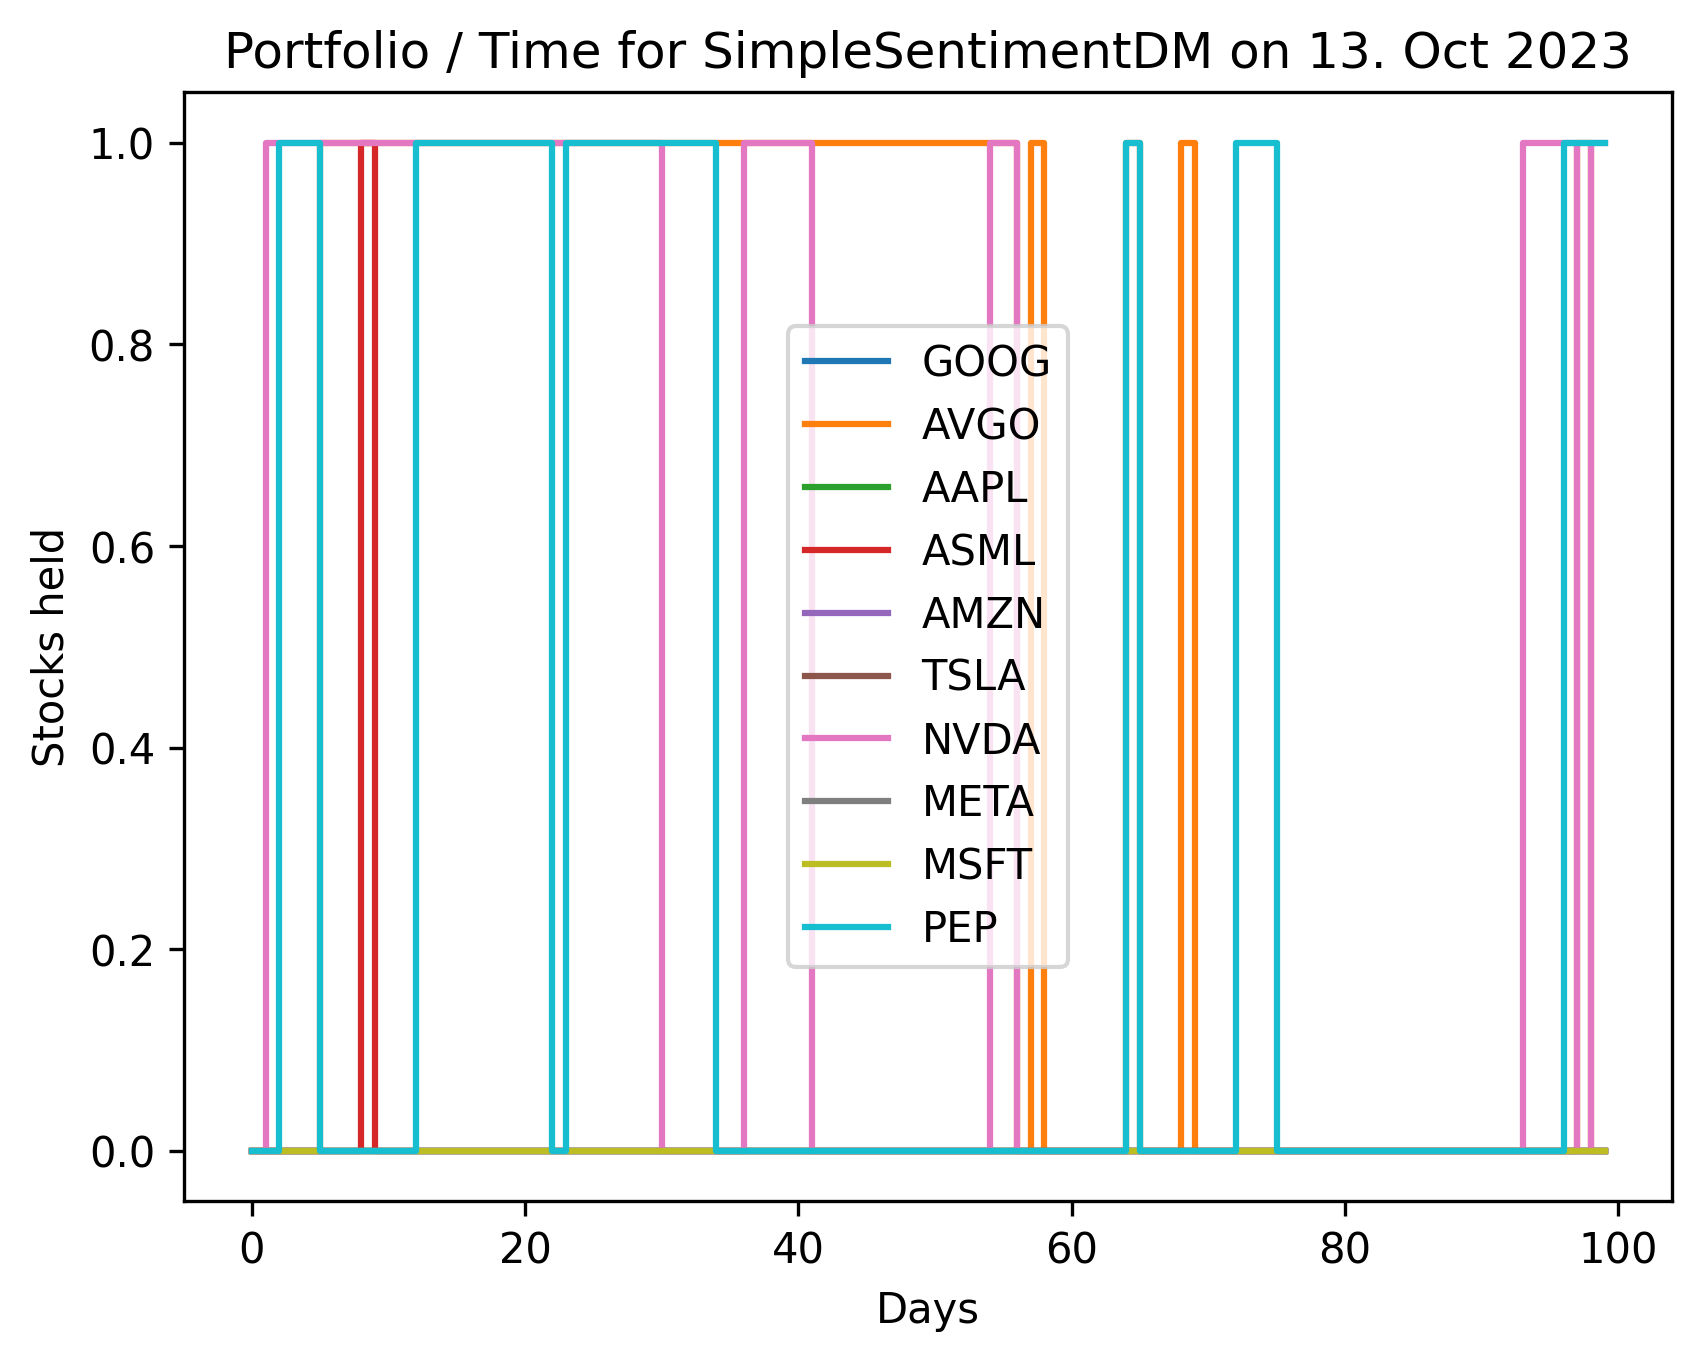 Portfolio / Time for SimpleSentimentDM on 13. Oct 2023
1.0
0.8
0.6
0.4
0.2
0.0
Stocks held
GOOG
AVGO
AAPL
ASML
AMZN
TSLA
NVDA
META
MSFT
PEP
0 20 40 60 80 100
Days